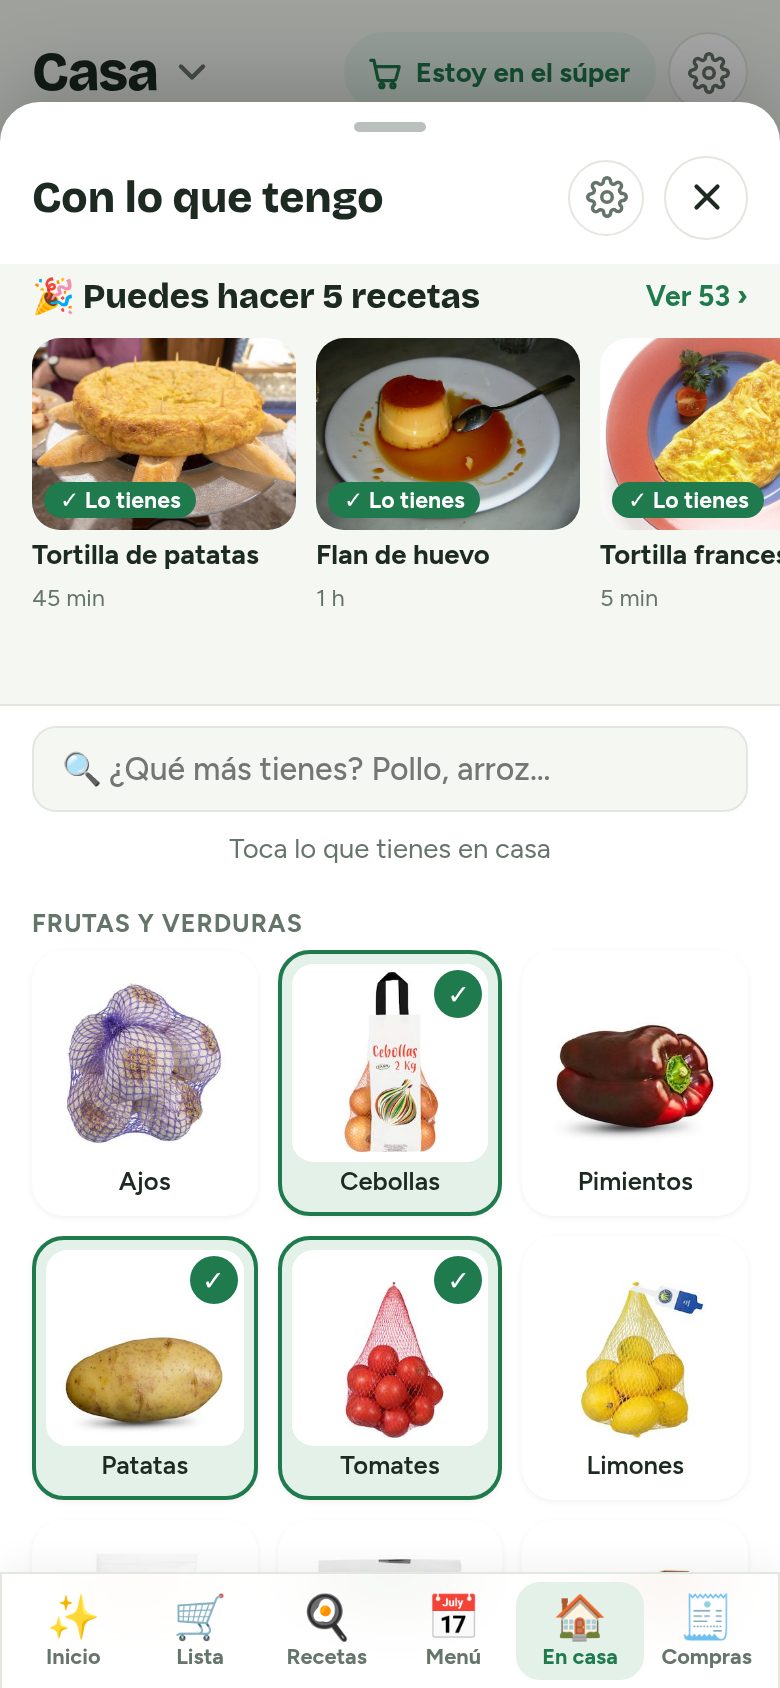 Casa
Estoy en el súper
Con lo que tengo
🎉 Puedes hacer 5 recetas
Ver 53 ›
✓ Lo tienes
✓ Lo tienes
✓ Lo tienes
Tortilla de patatas
Flan de huevo
Tortilla frances
45 min
1 h
5 min
🔍 ¿Qué más tienes? Pollo, arroz...
Toca lo que tienes en casa
FRUTAS Y VERDURAS
Cebollas
2 Kg
Ajos
Cebollas
Pimientos
Patatas
Tomates
Limones
July
17
Inicio
Lista
Recetas
Menú
En casa
Compras